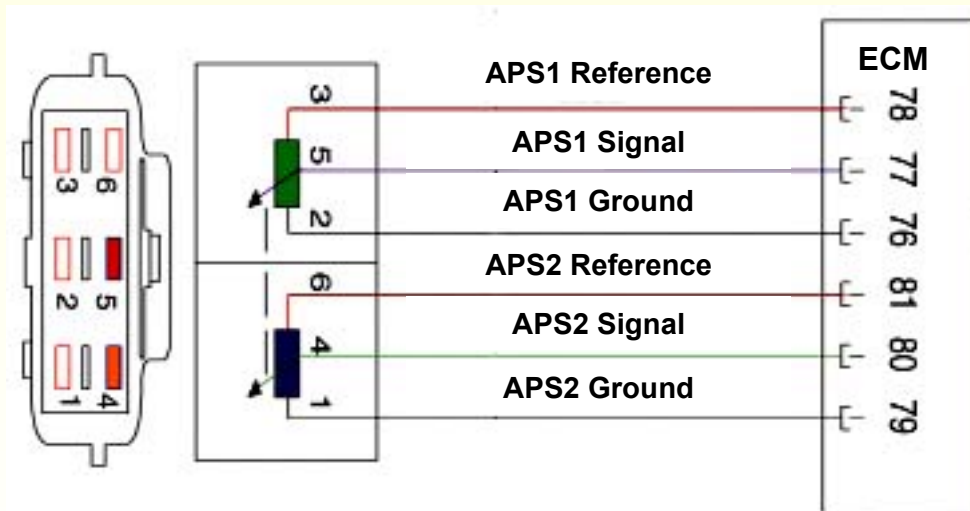 ECM
APS1 Reference
3
78
APS1 Signal
5
77
APS1 Ground
2
76
APS2 Reference
6
81
APS2 Signal
4
80
APS2 Ground
1
79
3 6
2 5
1 4